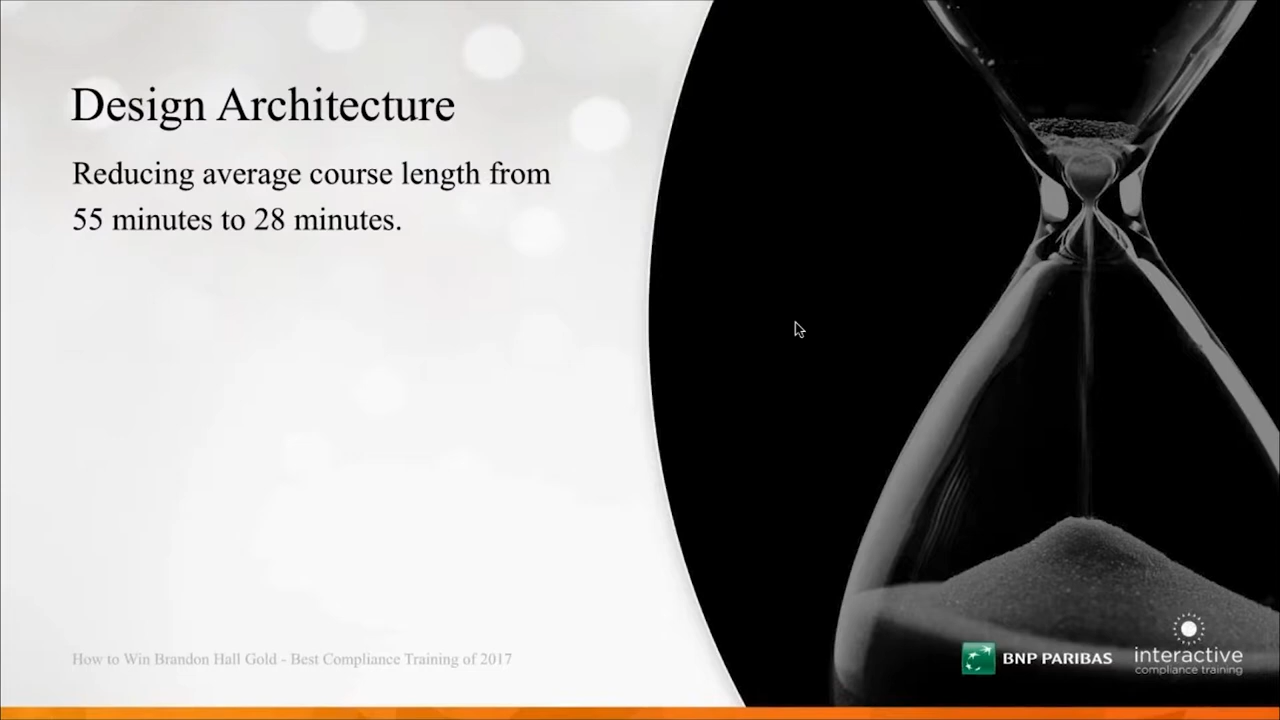 Design Architecture
Reducing average course length from
55 minutes to 28 minutes.
How to Win Brandon Hall Gold - Best Compliance Training of 2017
BNP PARIBAS
interactive
compliance training